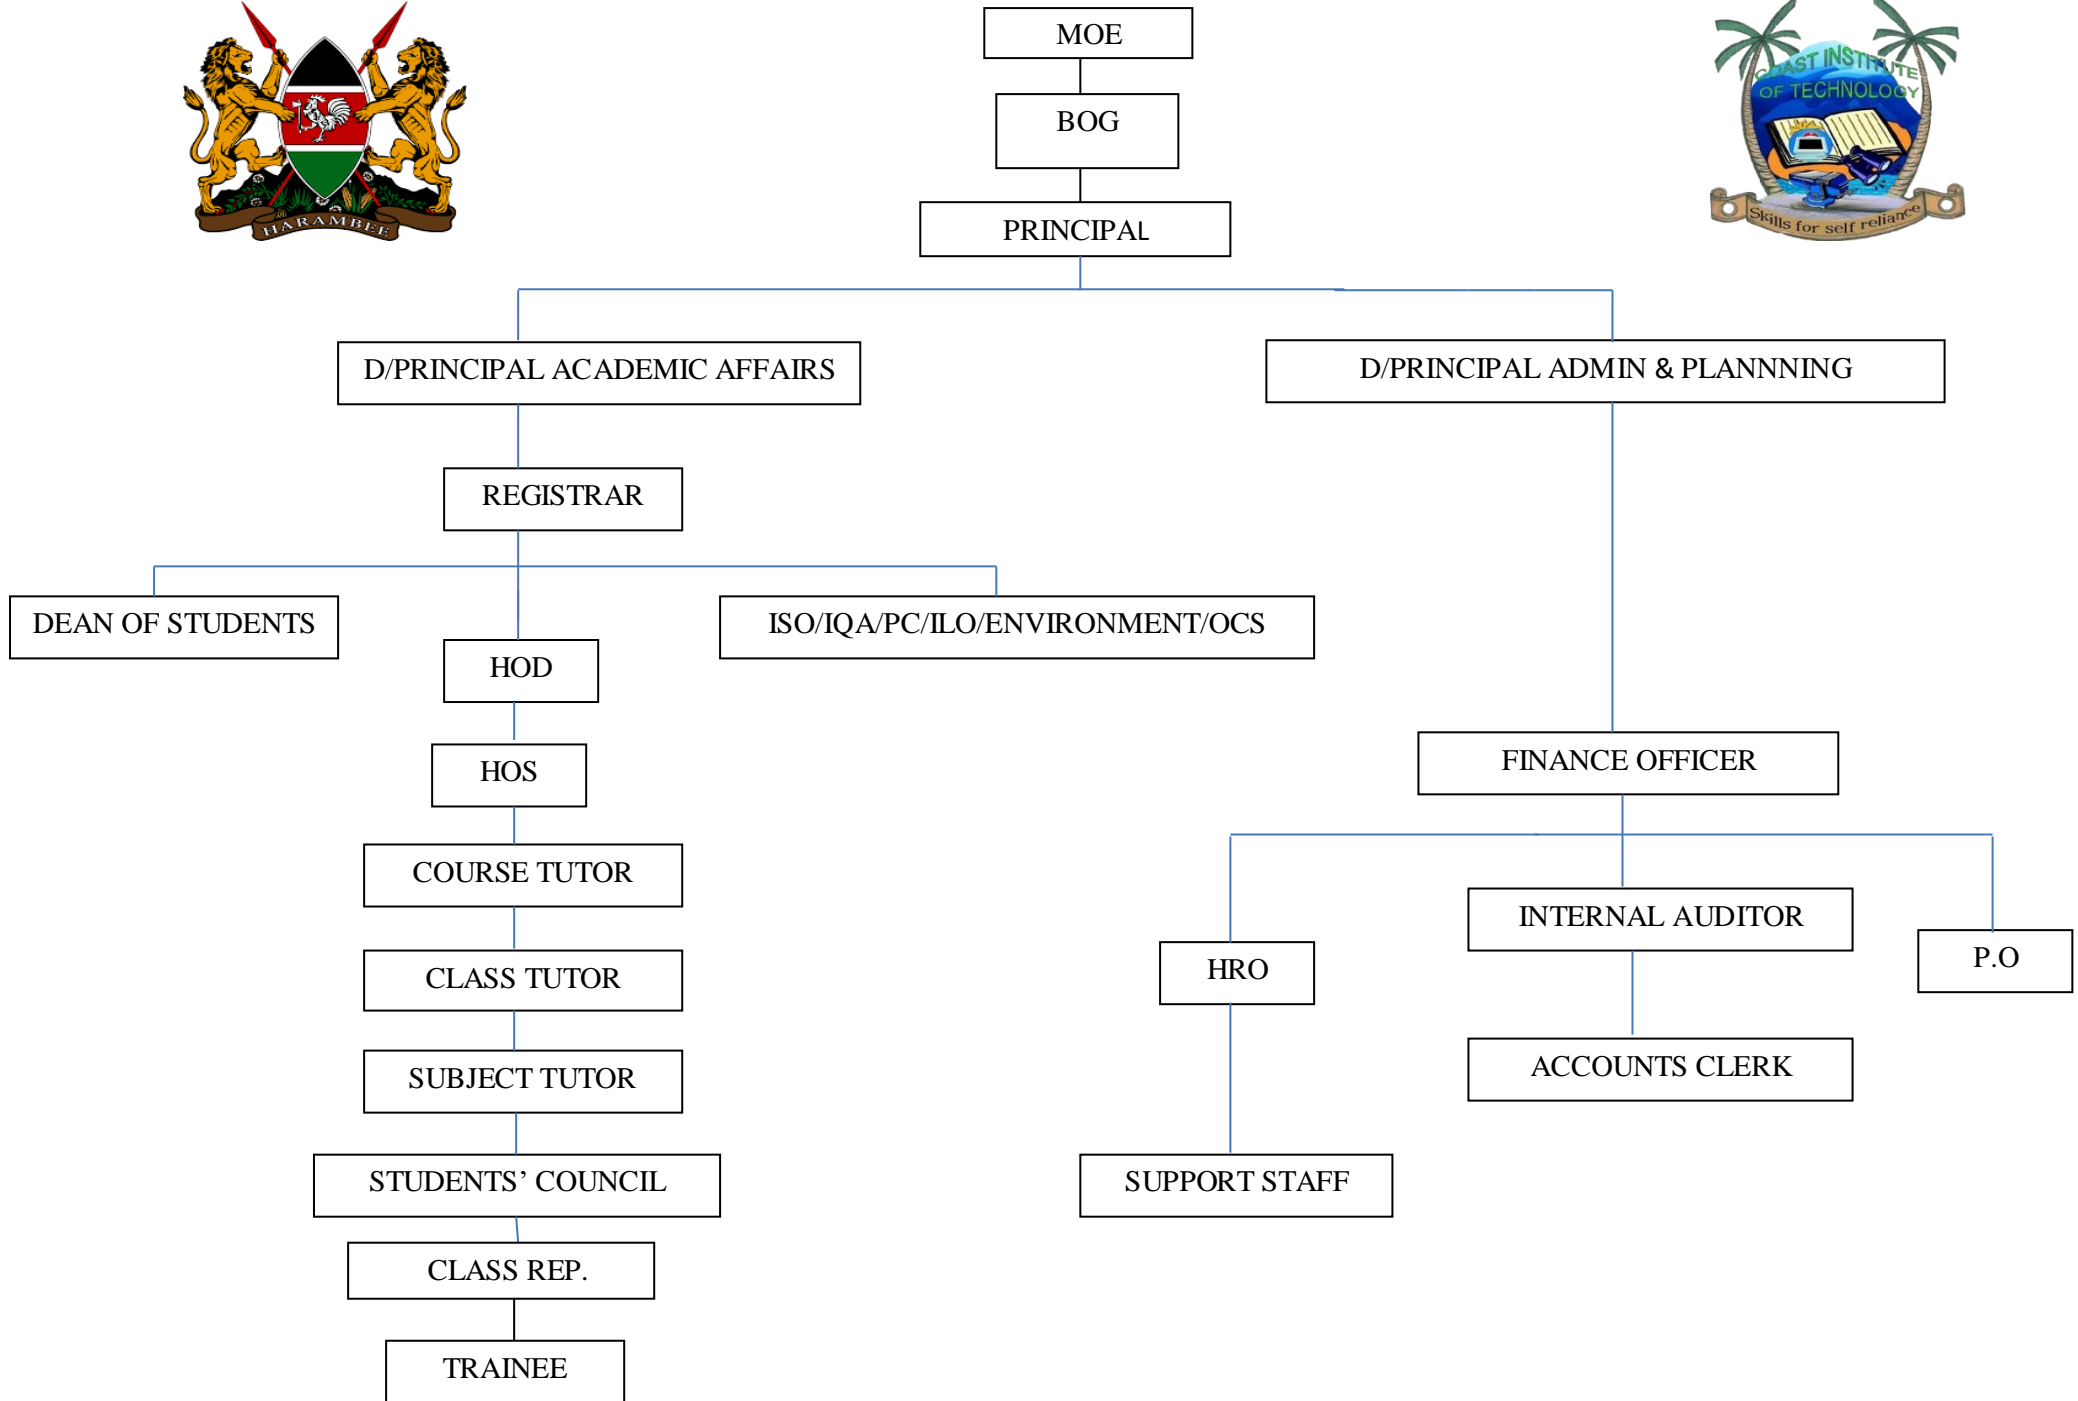 MOE
BOG
PRINCIPAL
HARAMBEE
COAST INSTITUTE
OF TECHNOLOGY
Skills for self reliance
D/PRINCIPAL ACADEMIC AFFAIRS
D/PRINCIPAL ADMIN & PLANNNING
REGISTRAR
DEAN OF STUDENTS
ISO/IQA/PC/ILO/ENVIRONMENT/OCS
HOD
HOS
FINANCE OFFICER
COURSE TUTOR
INTERNAL AUDITOR
CLASS TUTOR
HRO
P.O
SUBJECT TUTOR
ACCOUNTS CLERK
STUDENTS’ COUNCIL
SUPPORT STAFF
CLASS REP.
TRAINEE